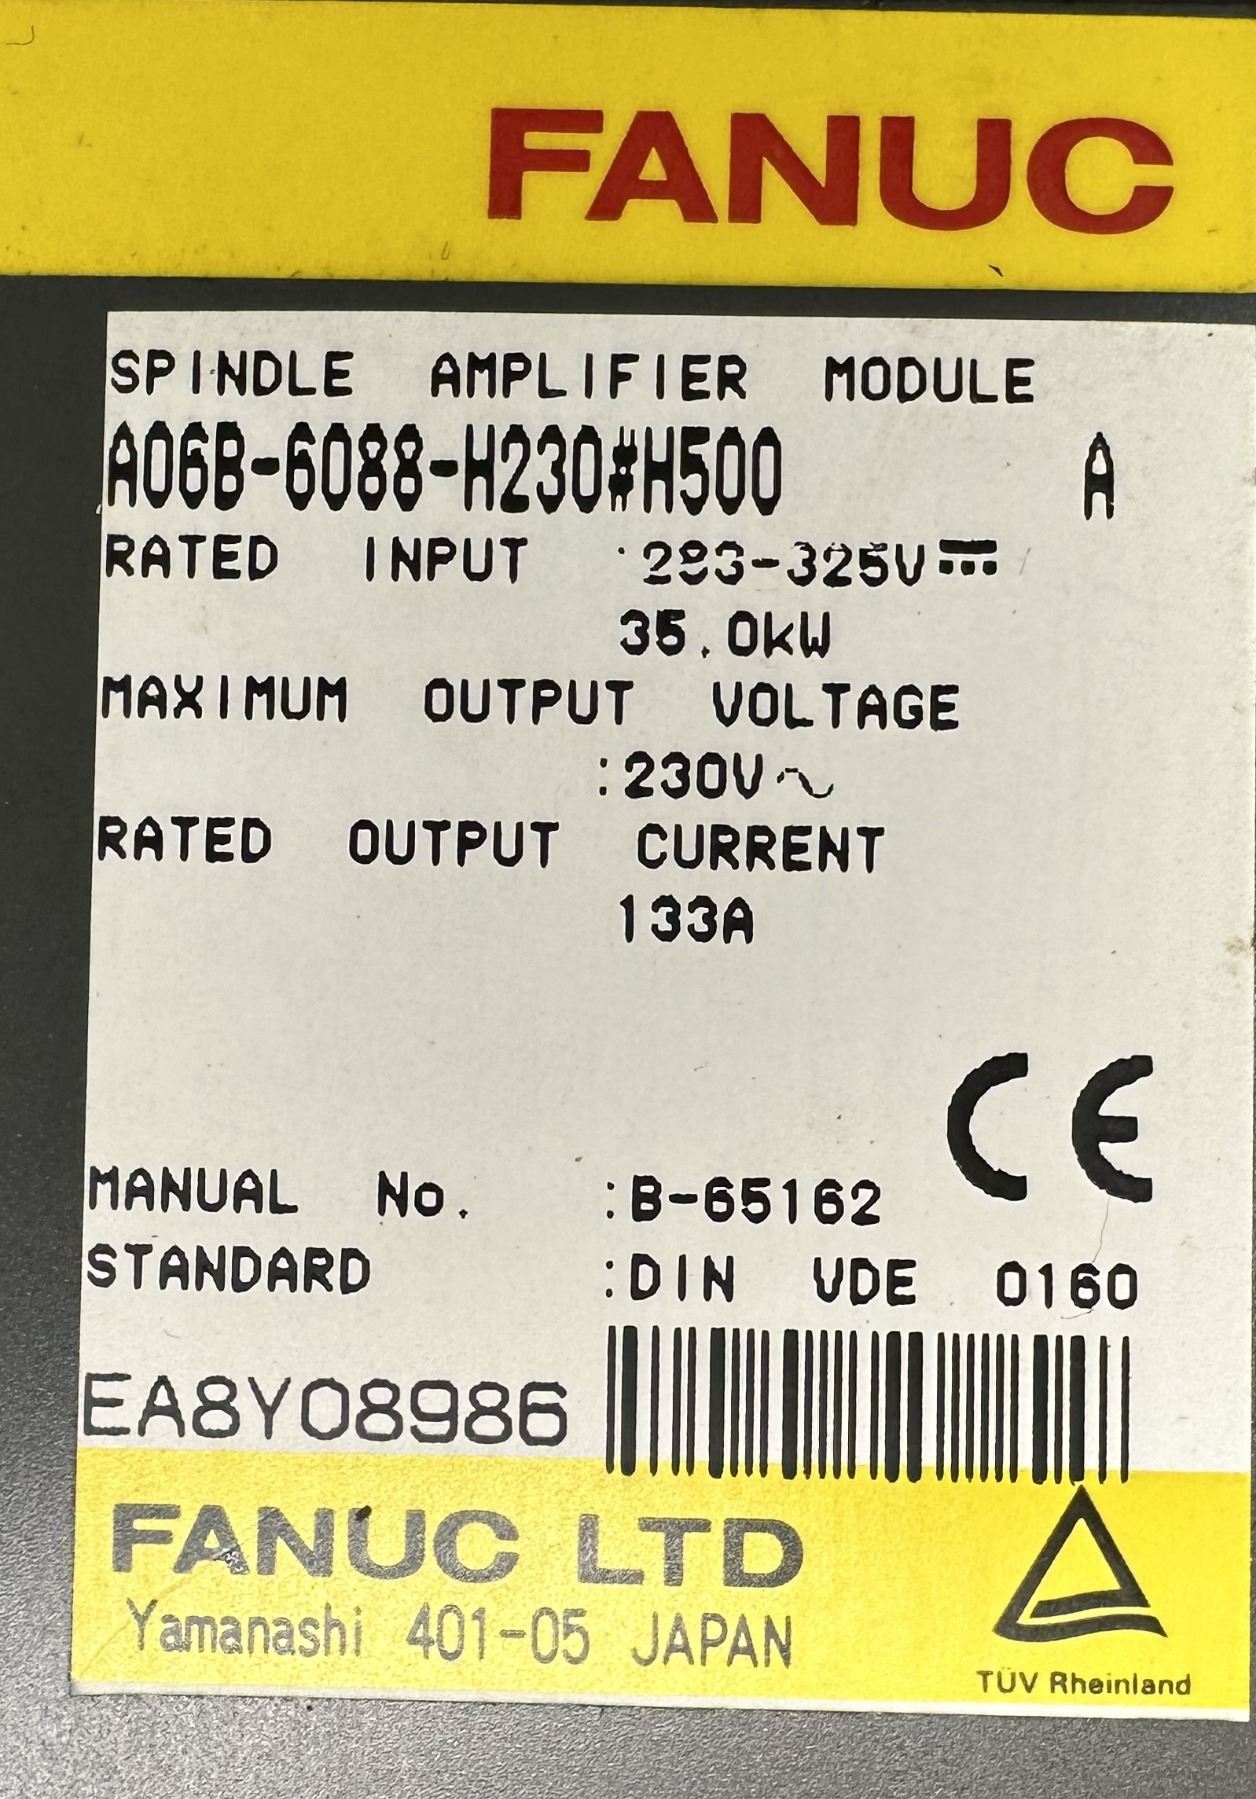 FANUC
SPINDLE AMPLIFIER MODULE
A06B-6088-H230#H500 A
RATED INPUT :283-325V⎓
35.0kW
MAXIMUM OUTPUT VOLTAGE
:230V~
RATED OUTPUT CURRENT
133A
CE
MANUAL No. :B-65162
STANDARD :DIN VDE 0160
EA8Y08986
FANUC LTD
Yamanashi 401-05 JAPAN
TÜV Rheinland